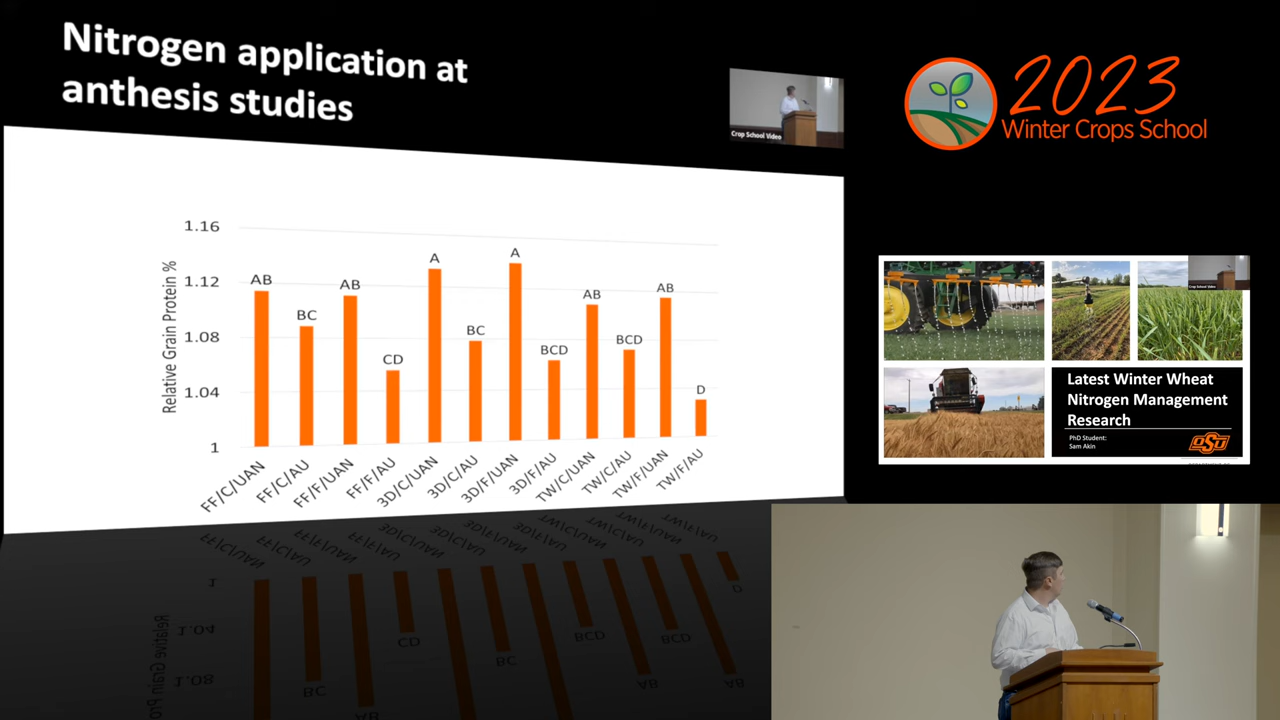 Nitrogen application at
anthesis studies
Crop School Video
2023
Winter Crops School
Relative Grain Protein %
1.16
1.12
1.08
1.04
1
AB
BC
AB
CD
A
BC
A
BCD
AB
BCD
AB
D
FF/C/UAN
FF/C/AU
FF/F/UAN
FF/F/AU
3D/C/UAN
3D/C/AU
3D/F/UAN
3D/F/AU
TW/C/UAN
TW/C/AU
TW/F/UAN
TW/F/AU
Crop School Video
Latest Winter Wheat
Nitrogen Management
Research
PhD Student:
Sam Akin
OSU